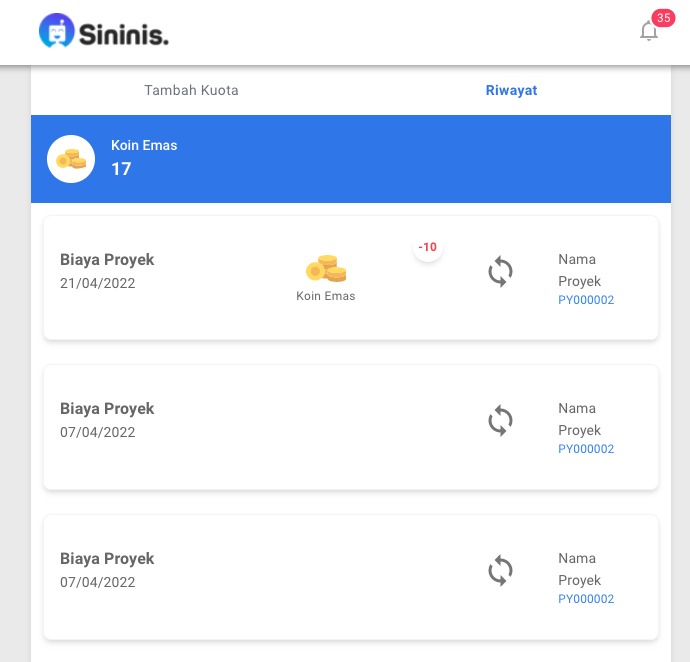 Sininis.
35
Tambah Kuota
Riwayat
Koin Emas
17
Biaya Proyek
21/04/2022
Koin Emas
-10
Nama
Proyek
PY000002
Biaya Proyek
07/04/2022
Nama
Proyek
PY000002
Biaya Proyek
07/04/2022
Nama
Proyek
PY000002